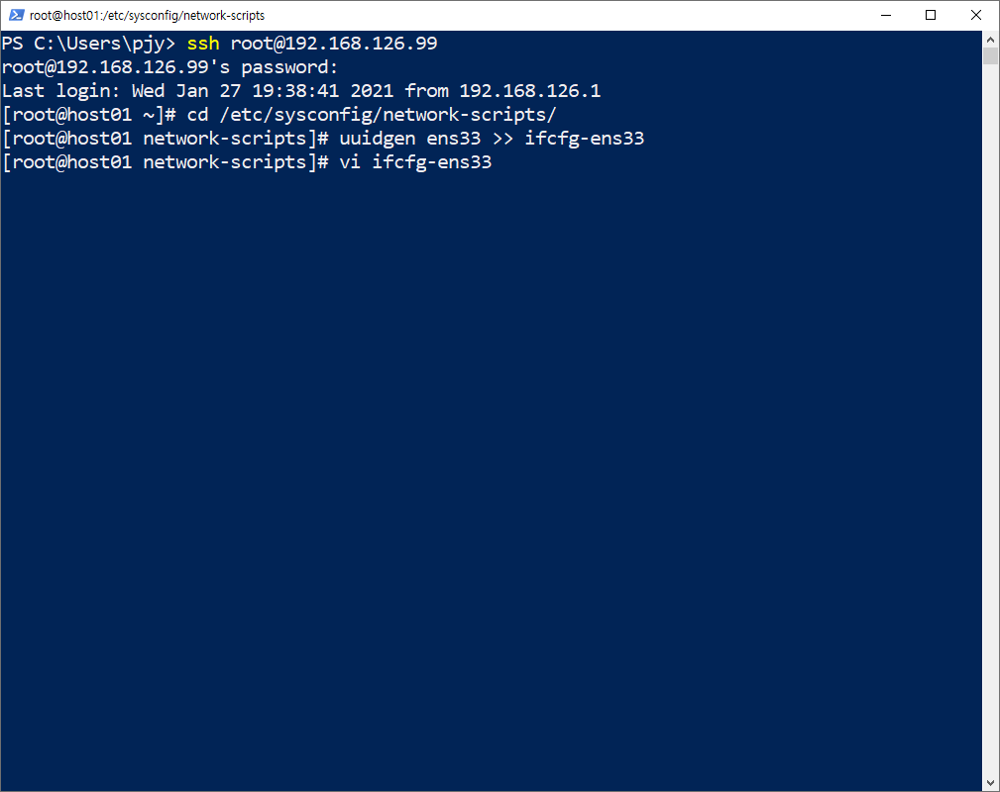 root@host01:/etc/sysconfig/network-scripts
PS C:\Users\pjy> ssh root@192.168.126.99
root@192.168.126.99's password:
Last login: Wed Jan 27 19:38:41 2021 from 192.168.126.1
[root@host01 ~]# cd /etc/sysconfig/network-scripts/
[root@host01 network-scripts]# uuidgen ens33 >> ifcfg-ens33
[root@host01 network-scripts]# vi ifcfg-ens33